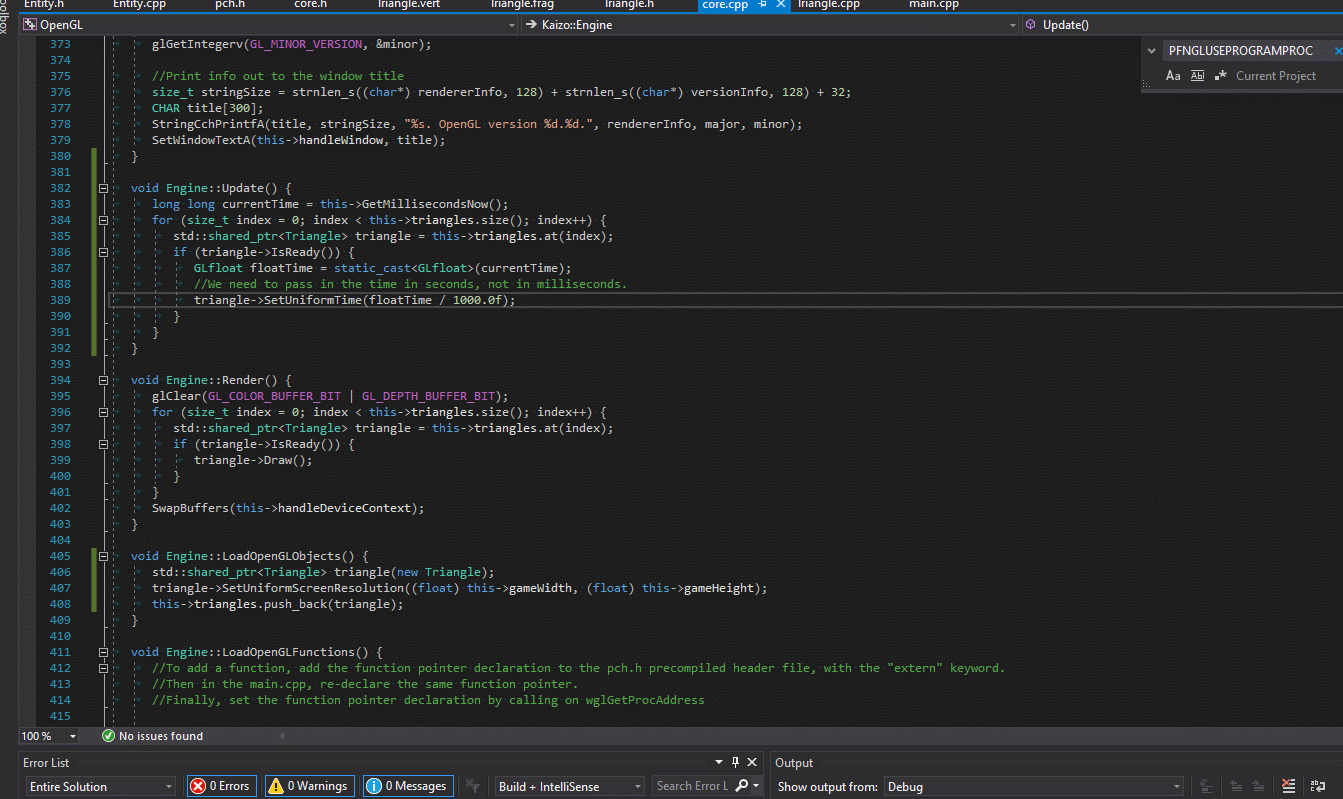 Entity.h Entity.cpp pch.h core.h Triangle.vert Triangle.frag Triangle.h core.cpp Triangle.cpp main.cpp
OpenGL Kaizo::Engine Update()
PFNGLUSEPROGRAMPROC
Aa Ab .* Current Project
373 glGetIntegerv(GL_MINOR_VERSION, &minor);
374
375 //Print info out to the window title
376 size_t stringSize = strnlen_s((char*) rendererInfo, 128) + strnlen_s((char*) versionInfo, 128) + 32;
377 CHAR title[300];
378 StringCchPrintfA(title, stringSize, "%s. OpenGL version %d.%d.", rendererInfo, major, minor);
379 SetWindowTextA(this->handleWindow, title);
380 }
381
382 void Engine::Update() {
383 long long currentTime = this->GetMillisecondsNow();
384 for (size_t index = 0; index < this->triangles.size(); index++) {
385 std::shared_ptr<Triangle> triangle = this->triangles.at(index);
386 if (triangle->IsReady()) {
387 GLfloat floatTime = static_cast<GLfloat>(currentTime);
388 //We need to pass in the time in seconds, not in milliseconds.
389 triangle->SetUniformTime(floatTime / 1000.0f);
390 }
391 }
392 }
393
394 void Engine::Render() {
395 glClear(GL_COLOR_BUFFER_BIT | GL_DEPTH_BUFFER_BIT);
396 for (size_t index = 0; index < this->triangles.size(); index++) {
397 std::shared_ptr<Triangle> triangle = this->triangles.at(index);
398 if (triangle->IsReady()) {
399 triangle->Draw();
400 }
401 }
402 SwapBuffers(this->handleDeviceContext);
403 }
404
405 void Engine::LoadOpenGLObjects() {
406 std::shared_ptr<Triangle> triangle(new Triangle);
407 triangle->SetUniformScreenResolution((float) this->gameWidth, (float) this->gameHeight);
408 this->triangles.push_back(triangle);
409 }
410
411 void Engine::LoadOpenGLFunctions() {
412 //To add a function, add the function pointer declaration to the pch.h precompiled header file, with the "extern" keyword.
413 //Then in the main.cpp, re-declare the same function pointer.
414 //Finally, set the function pointer declaration by calling on wglGetProcAddress
415
100 % No issues found
Error List Output
Entire Solution 0 Errors 0 Warnings 0 Messages Build + IntelliSense Search Error L Show output from: Debug